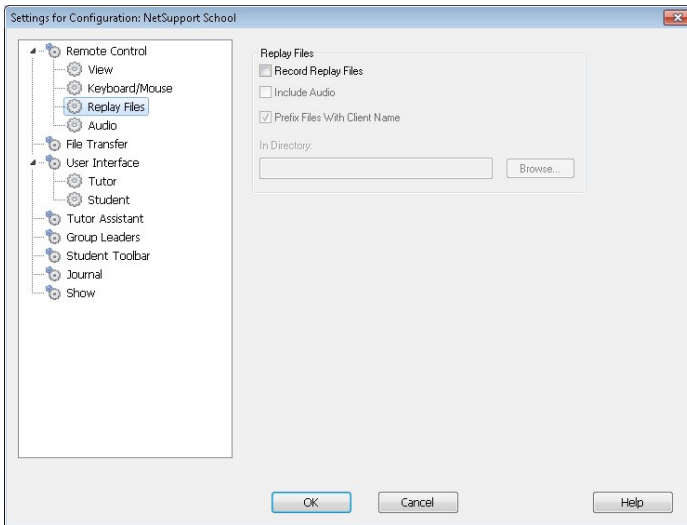 Settings for Configuration: NetSupport School
Remote Control
View
Keyboard/Mouse
Replay Files
Audio
File Transfer
User Interface
Tutor
Student
Tutor Assistant
Group Leaders
Student Toolbar
Journal
Show
Replay Files
Record Replay Files
Include Audio
Prefix Files With Client Name
In Directory:
Browse...
OK
Cancel
Help